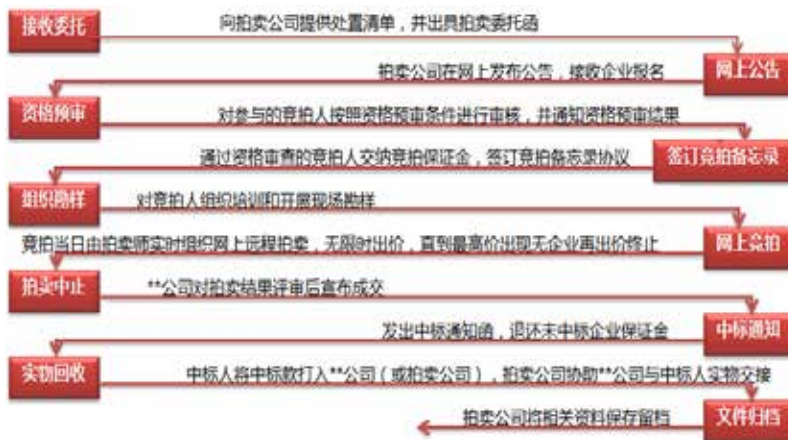 接收委托
向拍卖公司提供处置清单，并出具拍卖委托函
网上公告
拍卖公司在网上发布公告，接收企业报名
资格预审
对参与的竞拍人按照资格预审条件进行审核，并通知资格预审结果
签订竞拍备忘录
通过资格审查的竞拍人交纳竞拍保证金，签订竞拍备忘录协议
组织勘样
对竞拍人组织培训和开展现场勘样
网上竞拍
竞拍当日由拍卖师实时组织网上远程拍卖，无限时出价，直到最高价出现无企业再出价终止
拍卖中止
**公司对拍卖结果评审后宣布成交
中标通知
发出中标通知函，退还未中标企业保证金
实物回收
中标人将中标款打入**公司（或拍卖公司），拍卖公司协助**公司与中标人实物交接
文件归档
拍卖公司将相关资料保存留档